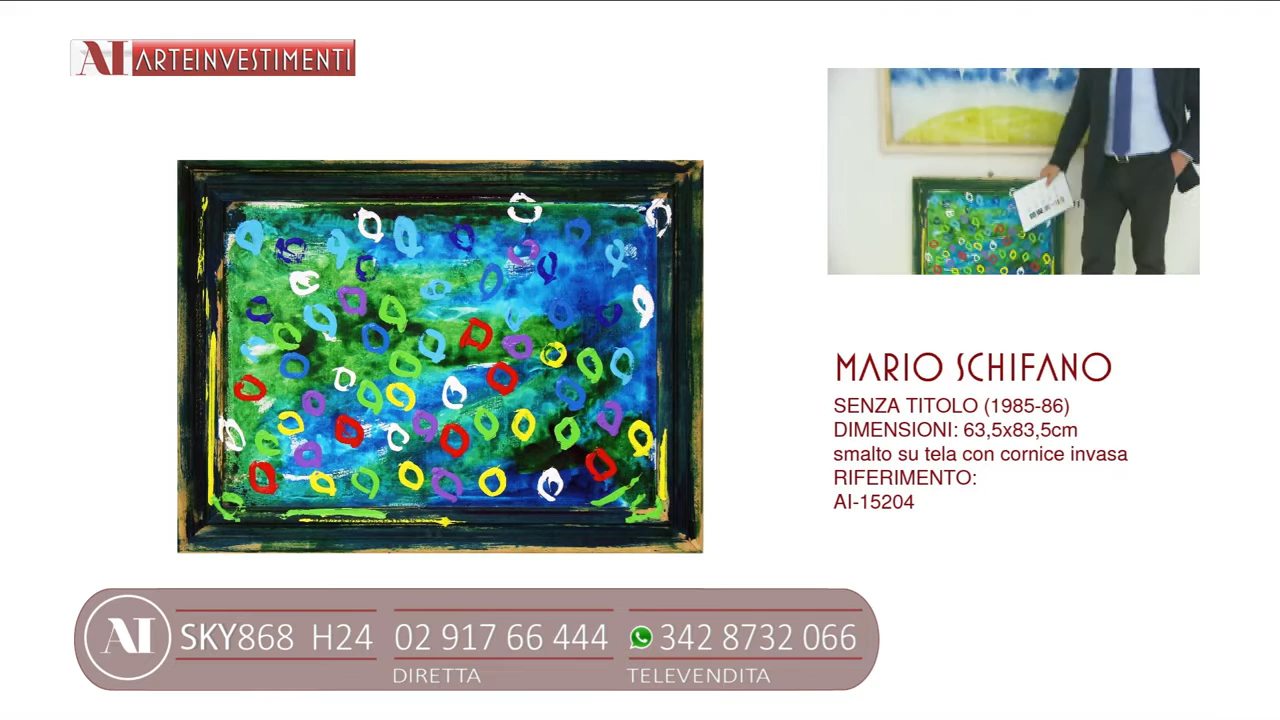 AI ARTEINVESTIMENTI
MARIO SCHIFANO
SENZA TITOLO (1985-86)
DIMENSIONI: 63,5x83,5cm
smalto su tela con cornice invasa
RIFERIMENTO:
AI-15204
AI SKY868 H24 02 917 66 444 342 8732 066
DIRETTA TELEVENDITA